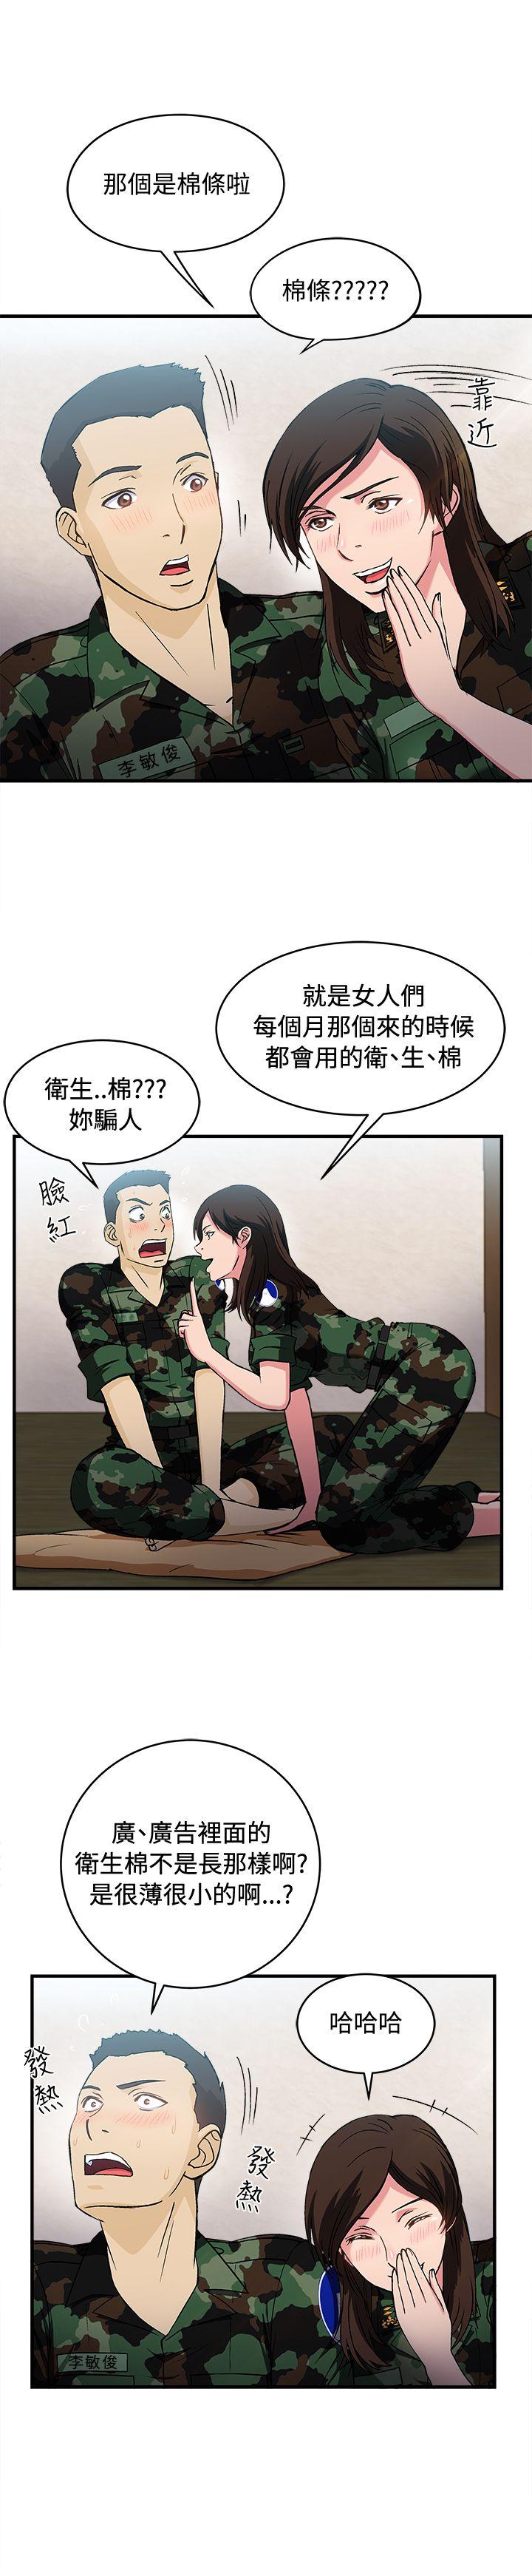 那個是棉條啦
棉條?????
靠近
李敏俊
就是女人們
每個月那個來的時候
都會用的衛、生、棉
衛生..棉???
妳騙人
臉紅
廣、廣告裡面的
衛生棉不是長那樣啊?
是很薄很小的啊...?
哈哈哈
發熱
發熱
李敏俊